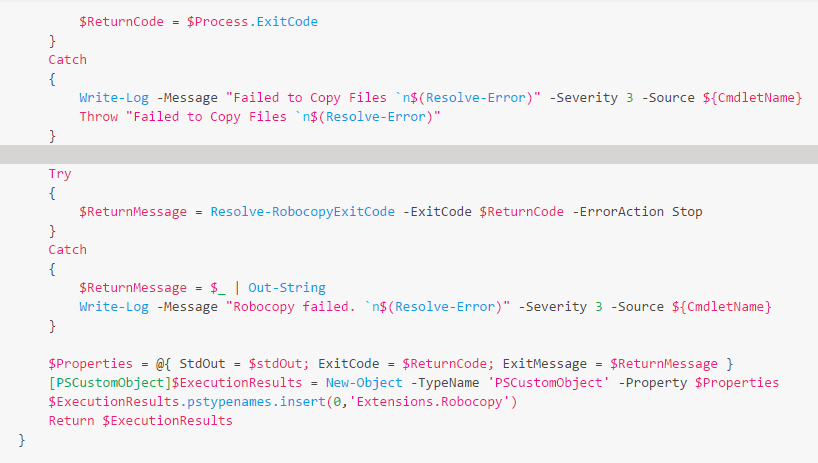 $ReturnCode = $Process.ExitCode
}
Catch
{
Write-Log -Message "Failed to Copy Files `n$(Resolve-Error)" -Severity 3 -Source ${CmdletName}
Throw "Failed to Copy Files `n$(Resolve-Error)"
}
Try
{
$ReturnMessage = Resolve-RobocopyExitCode -ExitCode $ReturnCode -ErrorAction Stop
}
Catch
{
$ReturnMessage = $_ | Out-String
Write-Log -Message "Robocopy failed. `n$(Resolve-Error)" -Severity 3 -Source ${CmdletName}
}
$Properties = @{ StdOut = $stdOut; ExitCode = $ReturnCode; ExitMessage = $ReturnMessage }
[PSCustomObject]$ExecutionResults = New-Object -TypeName 'PSCustomObject' -Property $Properties
$ExecutionResults.pstypenames.insert(0,'Extensions.Robocopy')
Return $ExecutionResults
}